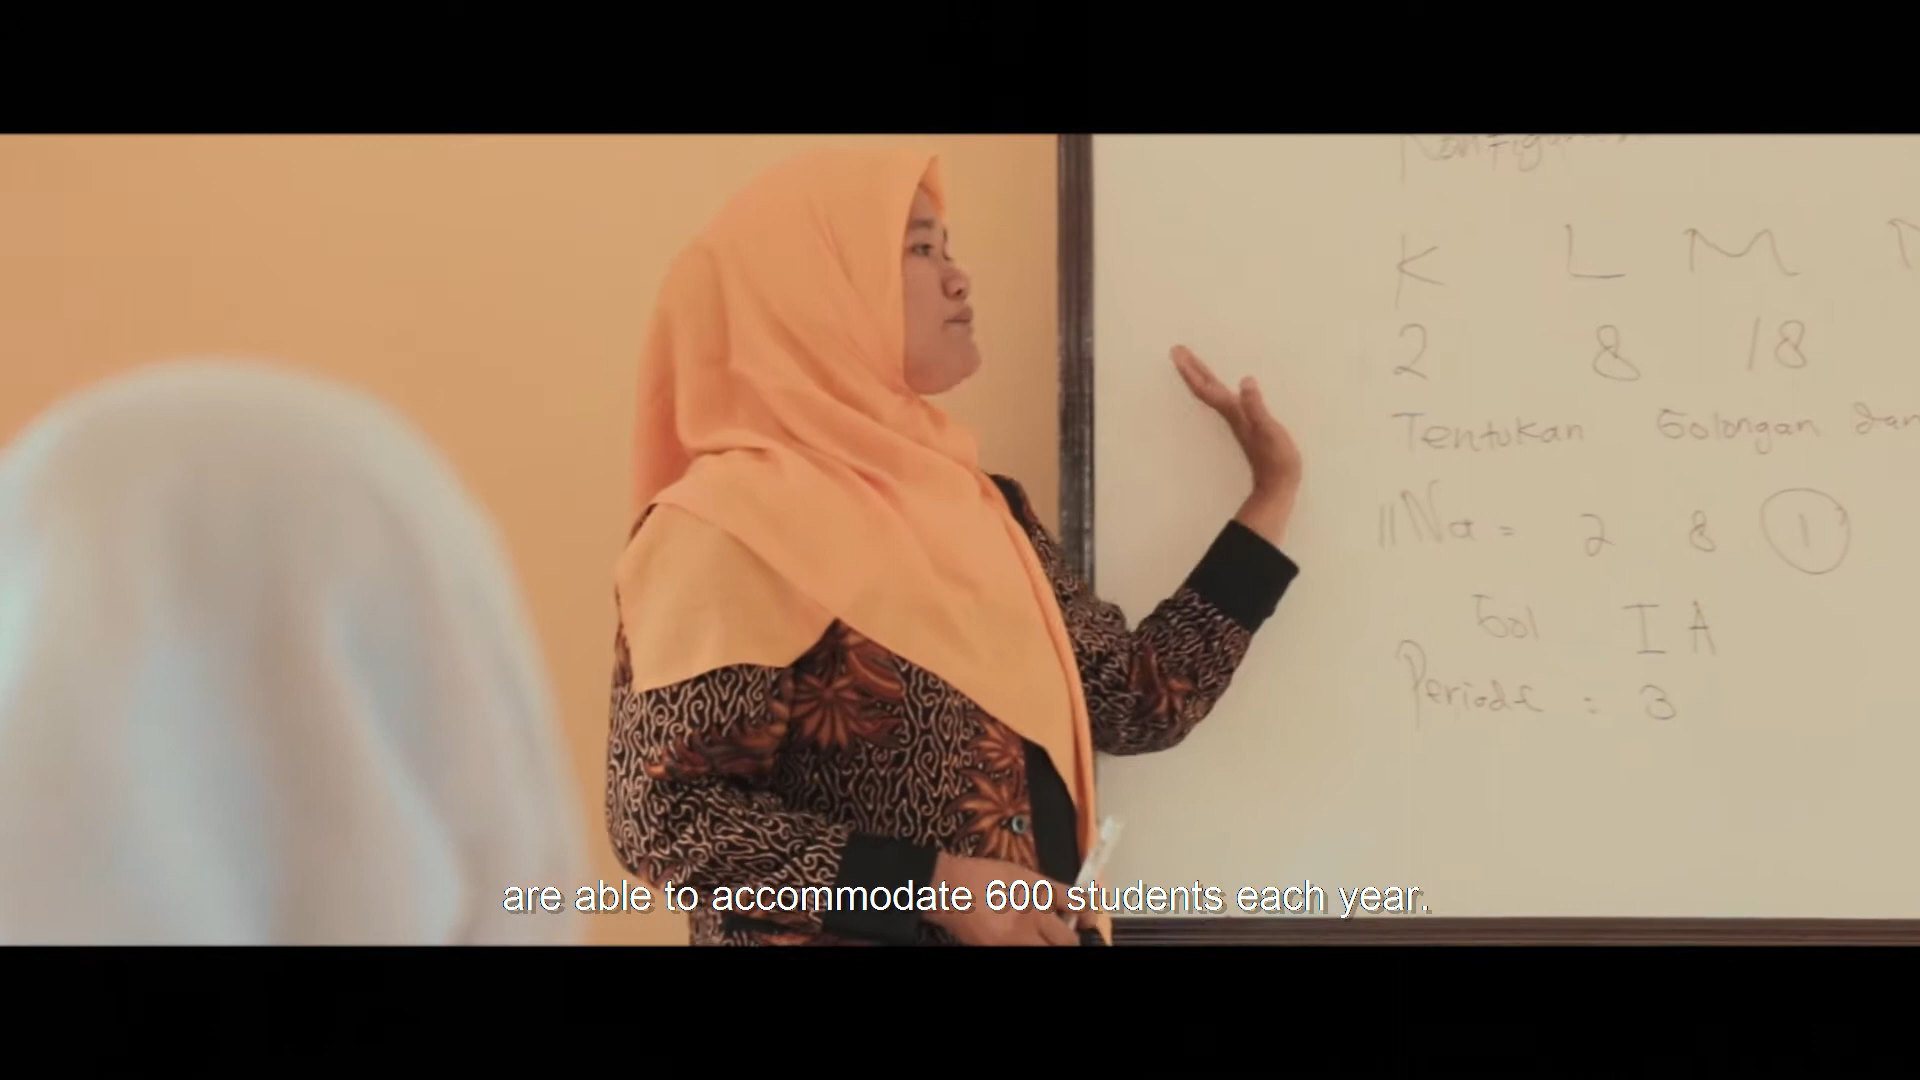 K L M
2 8 18
Tentukan Golongan dan
11Na = 2 8 1
Gol I A
Periode = 3
are able to accommodate 600 students each year.